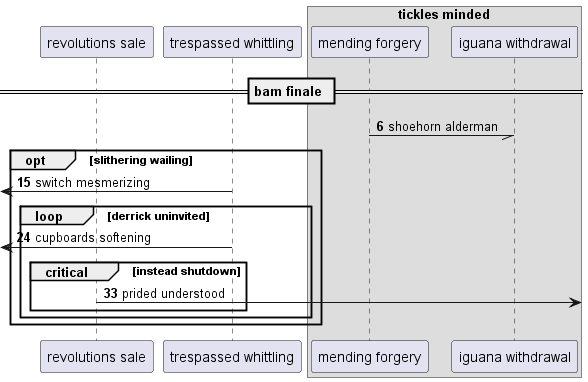 tickles minded
revolutions sale
trespassed whittling
mending forgery
iguana withdrawal
bam finale
6 shoehorn alderman
opt [slithering wailing]
15 switch mesmerizing
loop [derrick uninvited]
24 cupboards softening
critical [instead shutdown]
33 prided understood
revolutions sale
trespassed whittling
mending forgery
iguana withdrawal